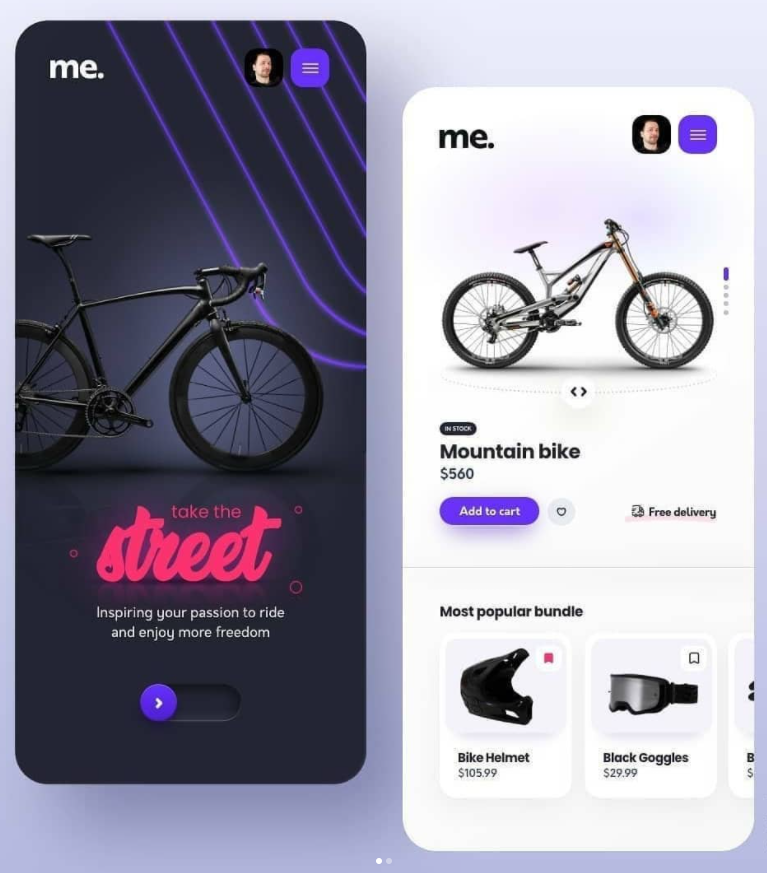 me.
take the
street
Inspiring your passion to ride
and enjoy more freedom
me.
IN STOCK
Mountain bike
$560
Add to cart
Free delivery
Most popular bundle
Bike Helmet
$105.99
Black Goggles
$29.99
B
$